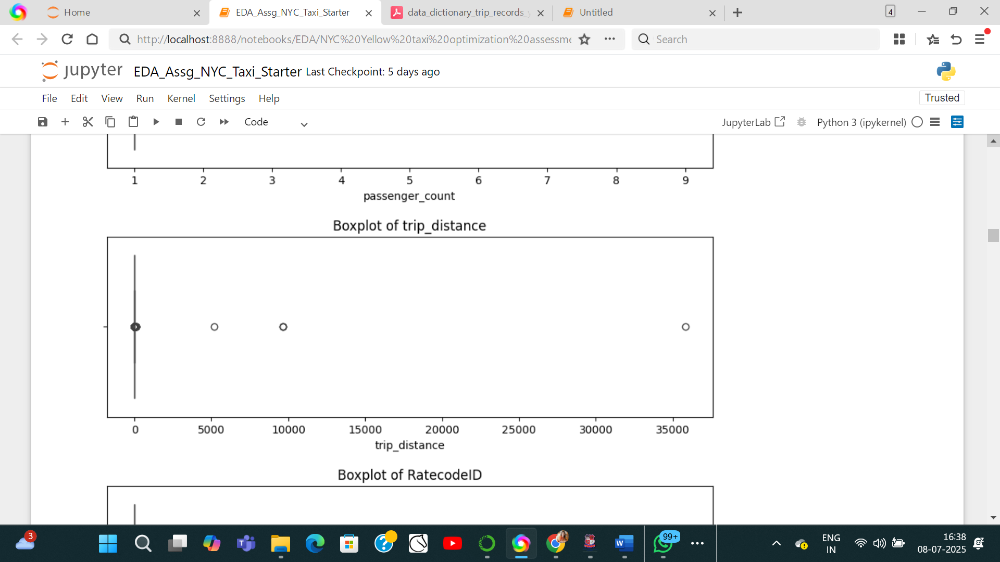 Home
EDA_Assg_NYC_Taxi_Starter
data_dictionary_trip_records_
Untitled
4
http://localhost:8888/notebooks/EDA/NYC%20Yellow%20taxi%20optimization%20assessme
Search
jupyter EDA_Assg_NYC_Taxi_Starter Last Checkpoint: 5 days ago
File Edit View Run Kernel Settings Help
Trusted
Code
JupyterLab
Python 3 (ipykernel)
1 2 3 4 5 6 7 8 9
passenger_count
Boxplot of trip_distance
0 5000 10000 15000 20000 25000 30000 35000
trip_distance
Boxplot of RatecodeID
3
99+
ENG
IN
16:38
08-07-2025